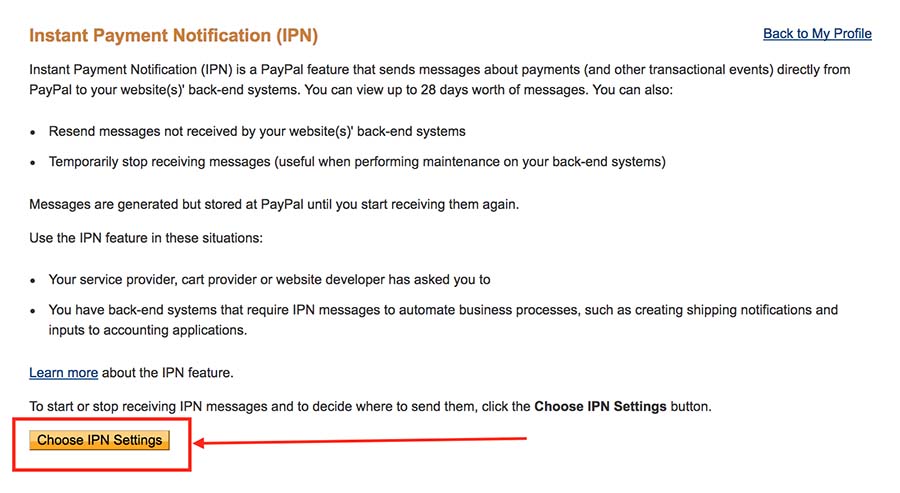 Instant Payment Notification (IPN)
Back to My Profile
Instant Payment Notification (IPN) is a PayPal feature that sends messages about payments (and other transactional events) directly from
PayPal to your website(s)' back-end systems. You can view up to 28 days worth of messages. You can also:
• Resend messages not received by your website(s)' back-end systems
• Temporarily stop receiving messages (useful when performing maintenance on your back-end systems)
Messages are generated but stored at PayPal until you start receiving them again.
Use the IPN feature in these situations:
• Your service provider, cart provider or website developer has asked you to
• You have back-end systems that require IPN messages to automate business processes, such as creating shipping notifications and
inputs to accounting applications.
Learn more about the IPN feature.
To start or stop receiving IPN messages and to decide where to send them, click the Choose IPN Settings button.
Choose IPN Settings